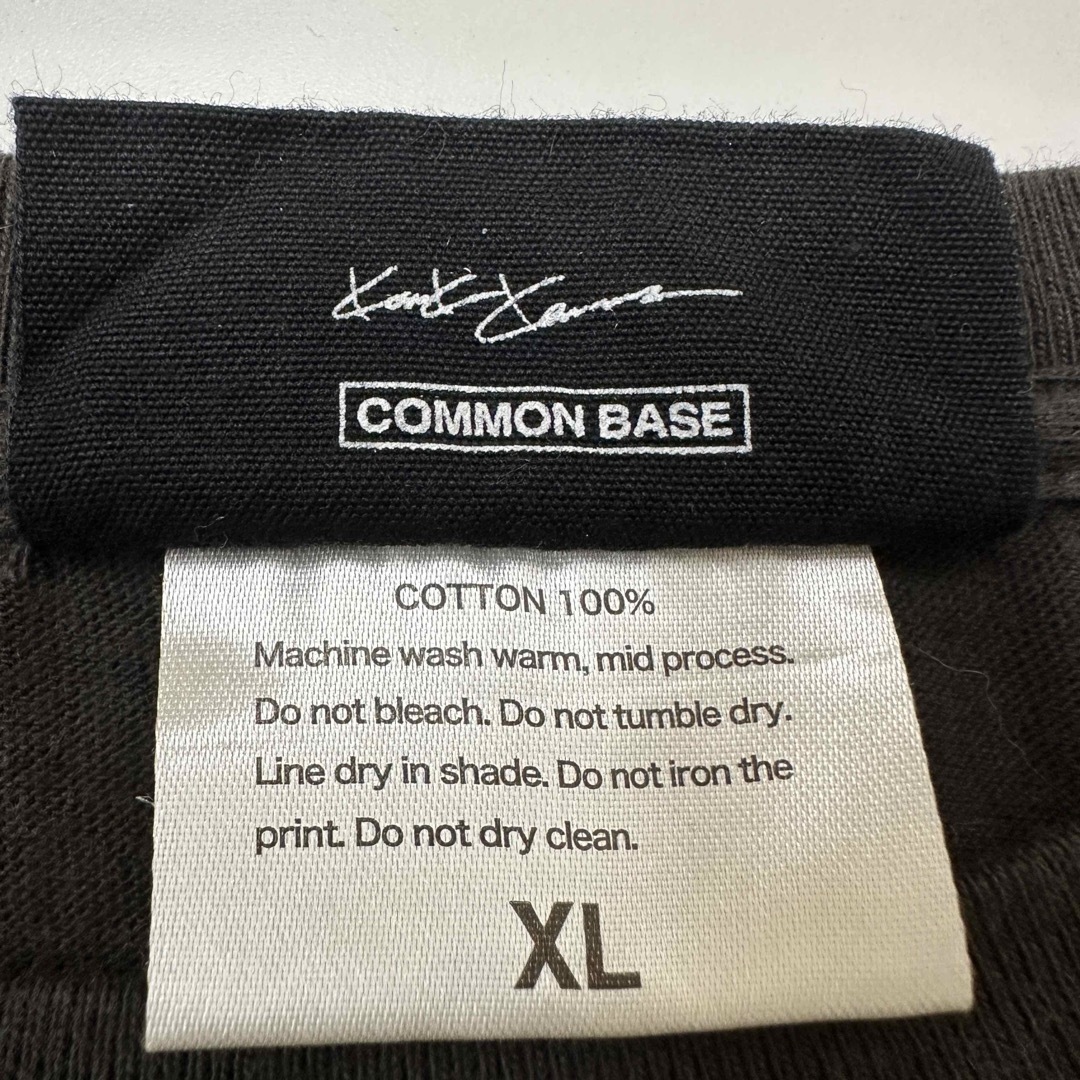 COMMON BASE
COTTON 100%
Machine wash warm, mid process.
Do not bleach. Do not tumble dry.
Line dry in shade. Do not iron the
print. Do not dry clean.
XL